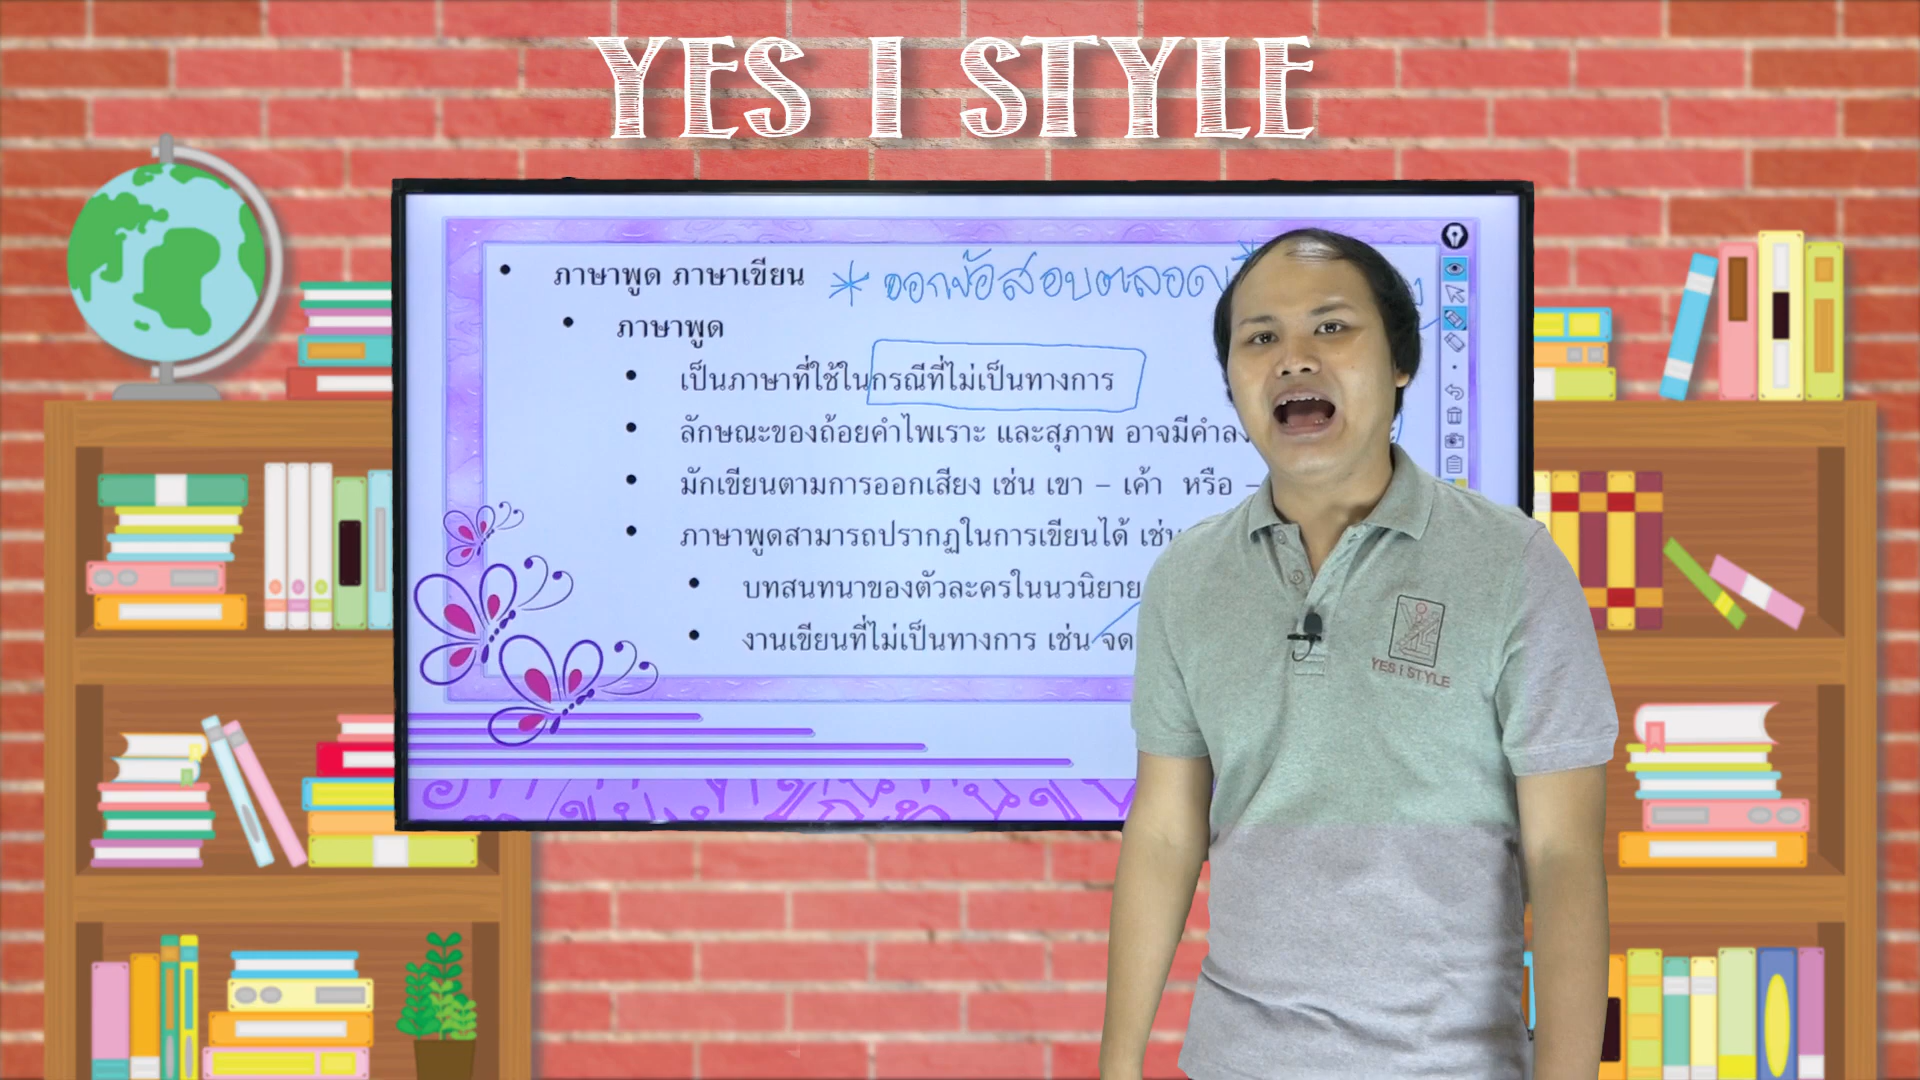 YES I STYLE
ภาษาพูด ภาษาเขียน * ออกข้อสอบตลอด
ภาษาพูด
เป็นภาษาที่ใช้ในกรณีที่ไม่เป็นทางการ
ลักษณะของถ้อยคำไพเราะ และสุภาพ อาจมีคำลง
มักเขียนตามการออกเสียง เช่น เขา – เค้า หรือ –
ภาษาพูดสามารถปรากฏในการเขียนได้ เช่น
บทสนทนาของตัวละครในนวนิยาย
งานเขียนที่ไม่เป็นทางการ เช่น จด
YES I STYLE